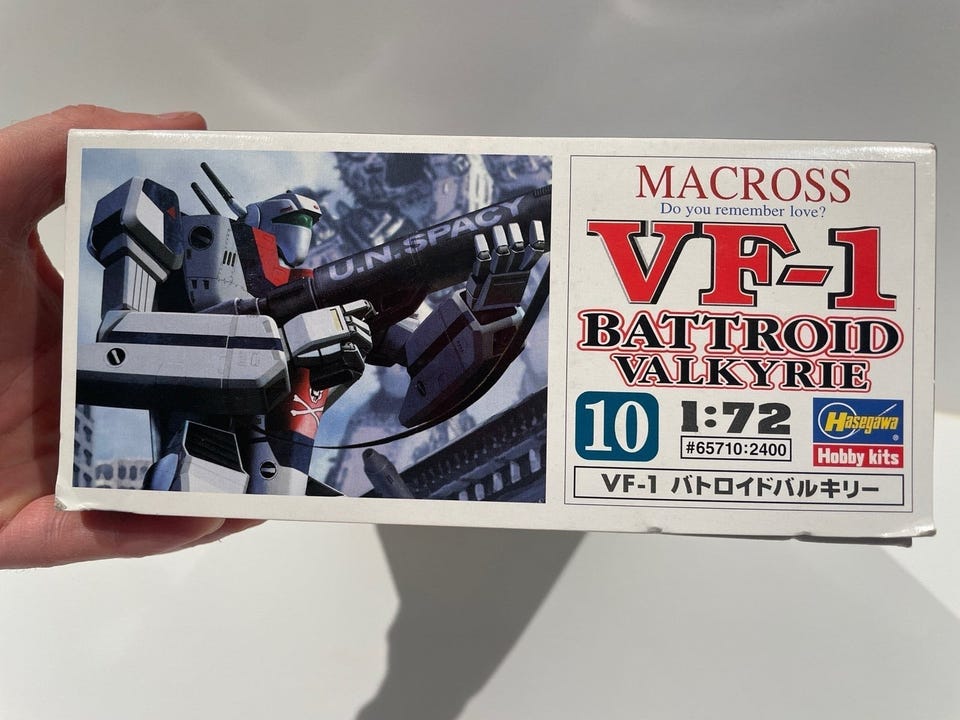 U.N.SPACY
MACROSS
Do you remember love?
VF-1
BATTROID
VALKYRIE
10
1:72
#65710:2400
Hasegawa
®
Hobby kits
VF-1 バトロイドバルキリー